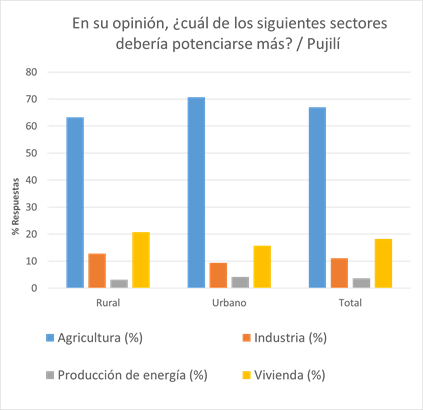 En su opinión, ¿cuál de los siguientes sectores
debería potenciarse más? / Pujilí
80
70
60
50
40
30
20
10
0
% Respuestas
Rural Urbano Total
Agricultura (%) Industria (%)
Producción de energía (%) Vivienda (%)